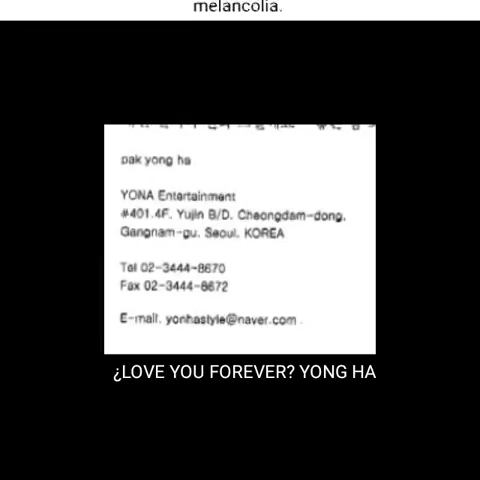 melancolia.
pak yong ha
YONA Entertainment
#401.4F. Yujin B/D. Cheongdam-dong.
Gangnam-gu. Seoul. KOREA
Tel 02-3444-8670
Fax 02-3444-8672
E-mail. yonhastyle@naver.com
¿LOVE YOU FOREVER? YONG HA